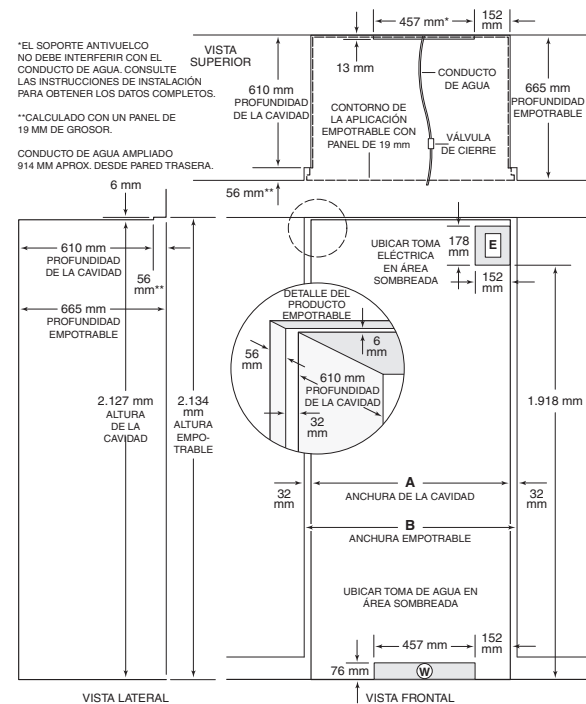 *EL SOPORTE ANTIVUELCO
NO DEBE INTERFERIR CON EL
CONDUCTO DE AGUA. CONSULTE
LAS INSTRUCCIONES DE INSTALACIÓN
PARA OBTENER LOS DATOS COMPLETOS.
**CALCULADO CON UN PANEL DE
19 MM DE GROSOR.
CONDUCTO DE AGUA AMPLIADO
914 MM APROX. DESDE PARED TRASERA.
VISTA
SUPERIOR
457 mm*
152
mm
13 mm
610 mm
PROFUNDIDAD
DE LA CAVIDAD
CONDUCTO
DE AGUA
665 mm
PROFUNDIDAD
EMPOTRABLE
CONTORNO DE
LA APLICACIÓN
EMPOTRABLE CON
PANEL DE 19 mm
VÁLVULA
DE CIERRE
56 mm**
6 mm
610 mm
PROFUNDIDAD
DE LA CAVIDAD
56
mm**
665 mm
PROFUNDIDAD
EMPOTRABLE
2.127 mm
ALTURA
DE LA
CAVIDAD
2.134
mm
ALTURA
EMPO-
TRABLE
VISTA LATERAL
UBICAR TOMA
ELÉCTRICA
EN ÁREA
SOMBREADA
178
mm
E
152
mm
DETALLE DEL
PRODUCTO
EMPOTRABLE
6
mm
56
mm
610 mm
PROFUNDIDAD
DE LA CAVIDAD
32
mm
1.918 mm
32
mm
A
ANCHURA DE LA CAVIDAD
32
mm
B
ANCHURA EMPOTRABLE
UBICAR TOMA DE AGUA EN
ÁREA SOMBREADA
457 mm
152
mm
76 mm
W
VISTA FRONTAL